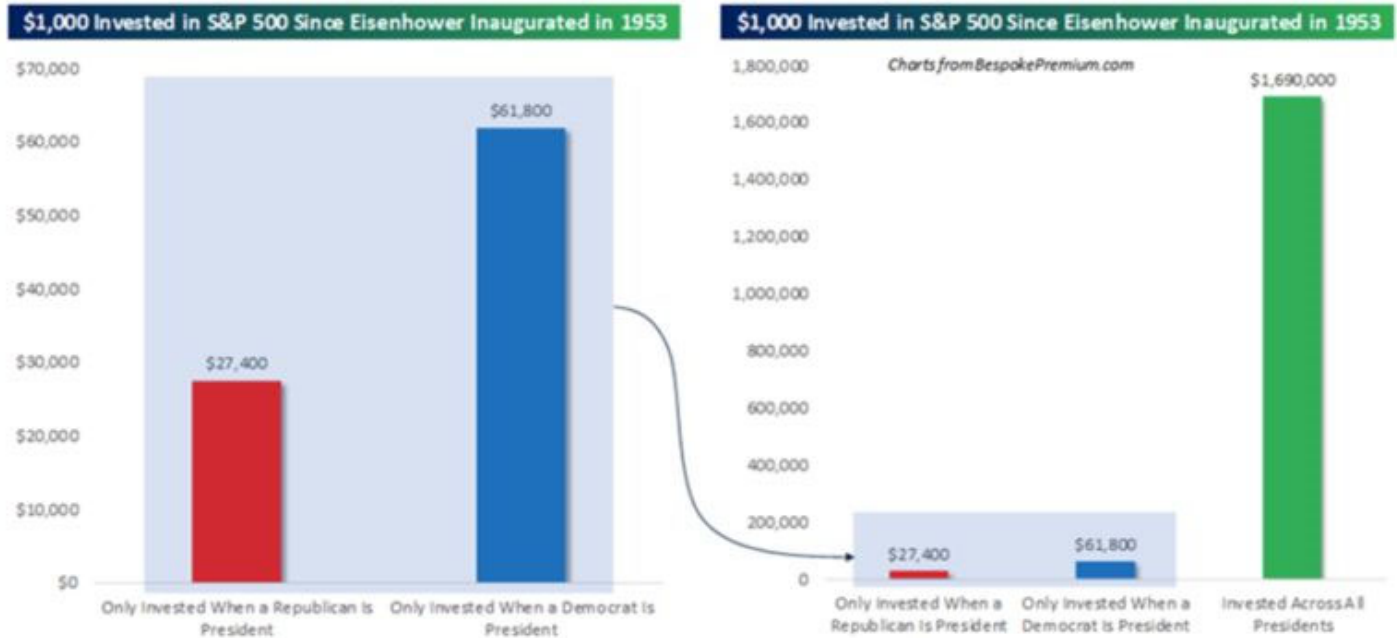 $1,000 Invested in S&P 500 Since Eisenhower Inaugurated in 1953
$70,000
$60,000
$50,000
$40,000
$30,000
$20,000
$10,000
$0
$27,400
$61,800
Only Invested When a Republican Is
President
Only Invested When a Democrat Is
President
$1,000 Invested in S&P 500 Since Eisenhower Inaugurated in 1953
Charts from BespokePremium.com
1,800,000
1,600,000
1,400,000
1,200,000
1,000,000
800,000
600,000
400,000
200,000
0
$27,400
$61,800
$1,690,000
Only Invested When a
Republican Is President
Only Invested When a
Democrat Is President
Invested Across All
Presidents